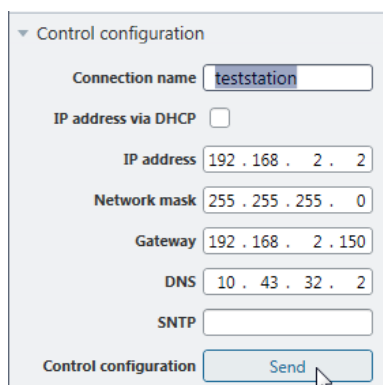 Control configuration
Connection name teststation
IP address via DHCP
IP address 192 . 168 . 2 . 2
Network mask 255 . 255 . 255 . 0
Gateway 192 . 168 . 2 . 150
DNS 10 . 43 . 32 . 2
SNTP
Control configuration Send